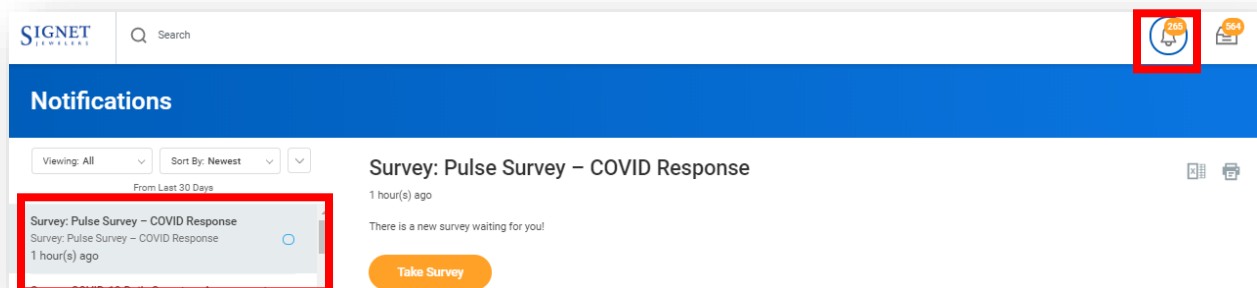 SIGNET
JEWELERS
Search
265
564
Notifications
Viewing: All
Sort By: Newest
From Last 30 Days
Survey: Pulse Survey – COVID Response
Survey: Pulse Survey – COVID Response
1 hour(s) ago
Survey: Pulse Survey – COVID Response
1 hour(s) ago
There is a new survey waiting for you!
Take Survey